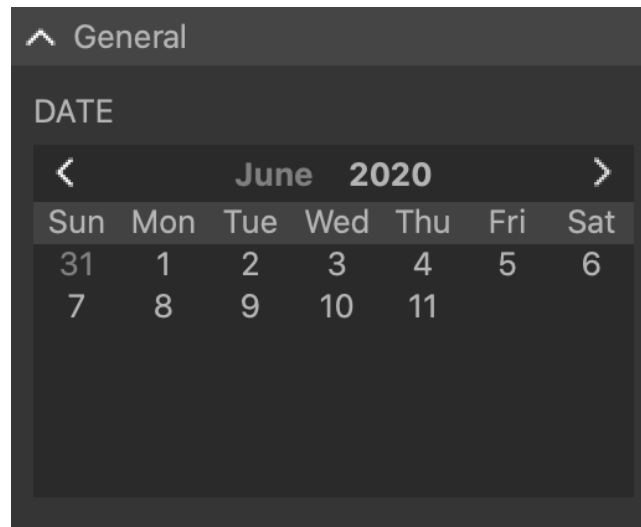 General
DATE
June 2020
Sun Mon Tue Wed Thu Fri Sat
31 1 2 3 4 5 6
7 8 9 10 11